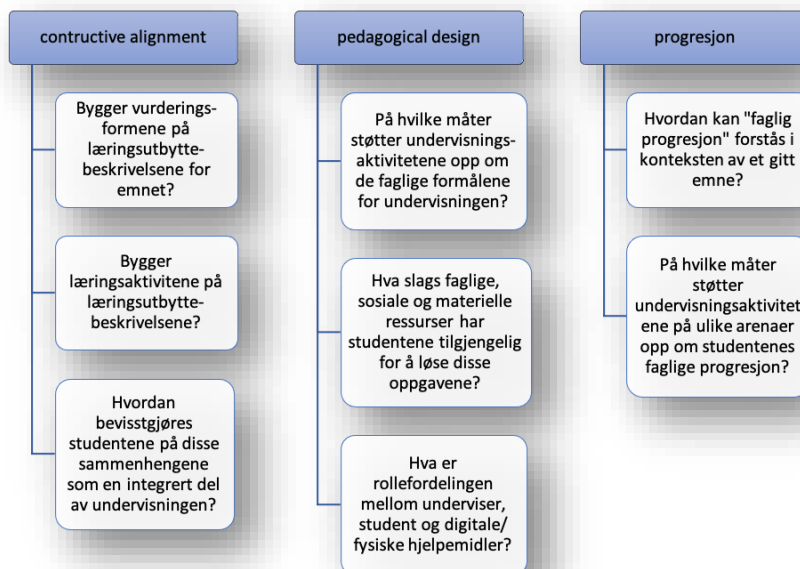 contructive alignment
Bygger vurderings-
formene på
læringsutbytte-
beskrivelsene for
emnet?
Bygger
læringsaktivitene på
læringsutbytte-
beskrivelsene?
Hvordan
bevisstgjøres
studentene på disse
sammenhengene
som en integrert del
av undervisningen?
pedagogical design
På hvilke måter
støtter undervisnings-
aktivitetene opp om
de faglige formålene
for undervisningen?
Hva slags faglige,
sosiale og materielle
ressurser har
studentene tilgjengelig
for å løse disse
oppgavene?
Hva er
rollefordelingen
mellom underviser,
student og digitale/
fysiske hjelpemidler?
progresjon
Hvordan kan "faglig
progresjon" forstås i
konteksten av et gitt
emne?
På hvilke måter
støtter
undervisningsaktivitet
ene på ulike arenaer
opp om studentenes
faglige progresjon?